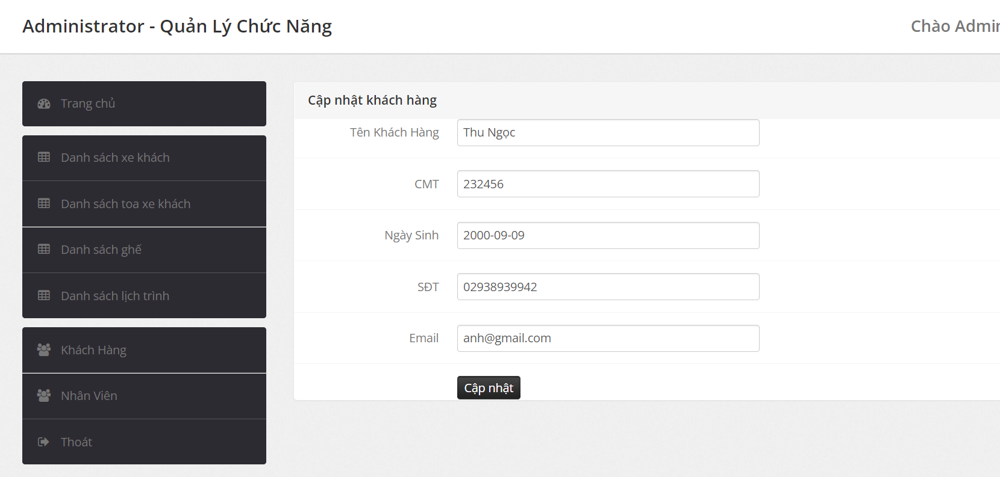 Administrator - Quản Lý Chức Năng
Chào Admin
Trang chủ
Danh sách xe khách
Danh sách toa xe khách
Danh sách ghế
Danh sách lịch trình
Khách Hàng
Nhân Viên
Thoát
Cập nhật khách hàng
Tên Khách Hàng Thu Ngọc
CMT 232456
Ngày Sinh 2000-09-09
SĐT 02938939942
Email anh@gmail.com
Cập nhật